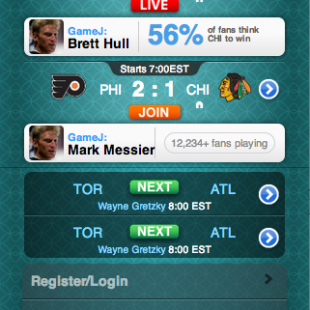 LIVE
GameJ:
Brett Hull
56%
of fans think
CHI to win
Starts 7:00EST
PHI 2 : 1 CHI
JOIN
GameJ:
Mark Messier
12,234+ fans playing
TOR NEXT ATL
Wayne Gretzky 8:00 EST
TOR NEXT ATL
Wayne Gretzky 8:00 EST
Register/Login